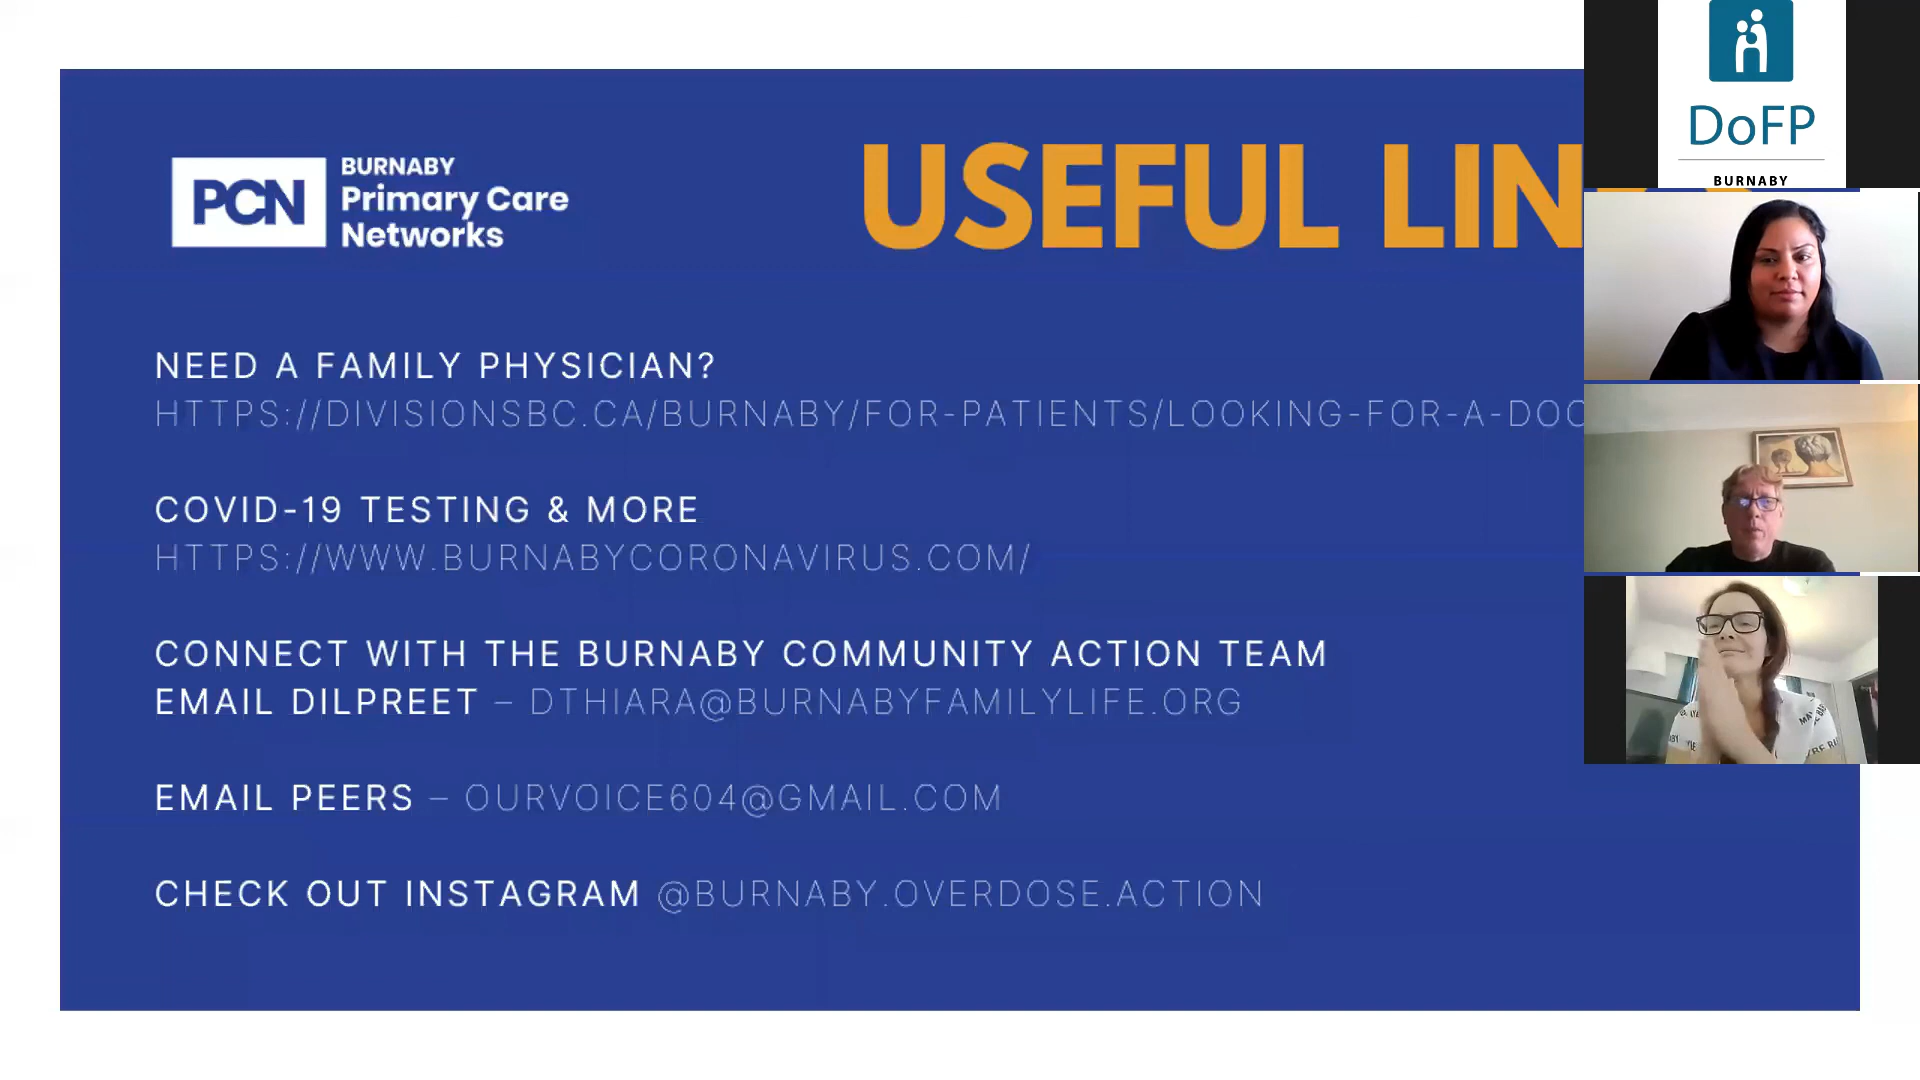 PCN
BURNABY
Primary Care
Networks
USEFUL LIN
NEED A FAMILY PHYSICIAN?
HTTPS://DIVISIONSBC.CA/BURNABY/FOR-PATIENTS/LOOKING-FOR-A-DOC
COVID-19 TESTING & MORE
HTTPS://WWW.BURNABYCORONAVIRUS.COM/
CONNECT WITH THE BURNABY COMMUNITY ACTION TEAM
EMAIL DILPREET – DTHIARA@BURNABYFAMILYLIFE.ORG
EMAIL PEERS – OURVOICE604@GMAIL.COM
CHECK OUT INSTAGRAM @BURNABY.OVERDOSE.ACTION
DoFP
BURNABY